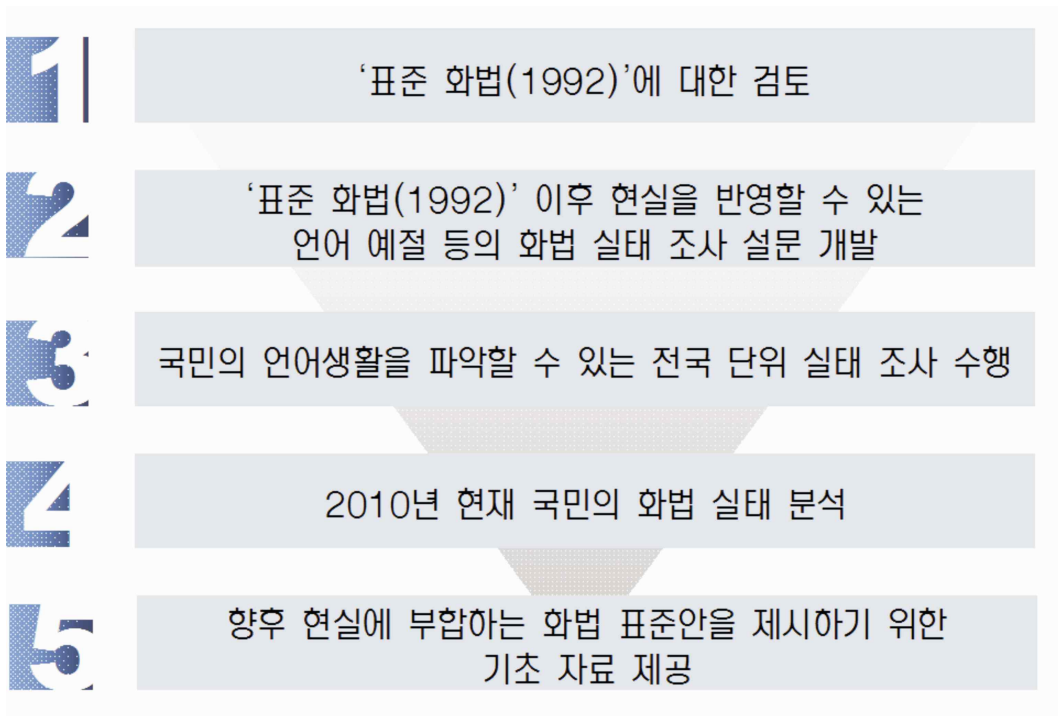 1
‘표준 화법(1992)’에 대한 검토
2
‘표준 화법(1992)’ 이후 현실을 반영할 수 있는
언어 예절 등의 화법 실태 조사 설문 개발
3
국민의 언어생활을 파악할 수 있는 전국 단위 실태 조사 수행
4
2010년 현재 국민의 화법 실태 분석
5
향후 현실에 부합하는 화법 표준안을 제시하기 위한
기초 자료 제공